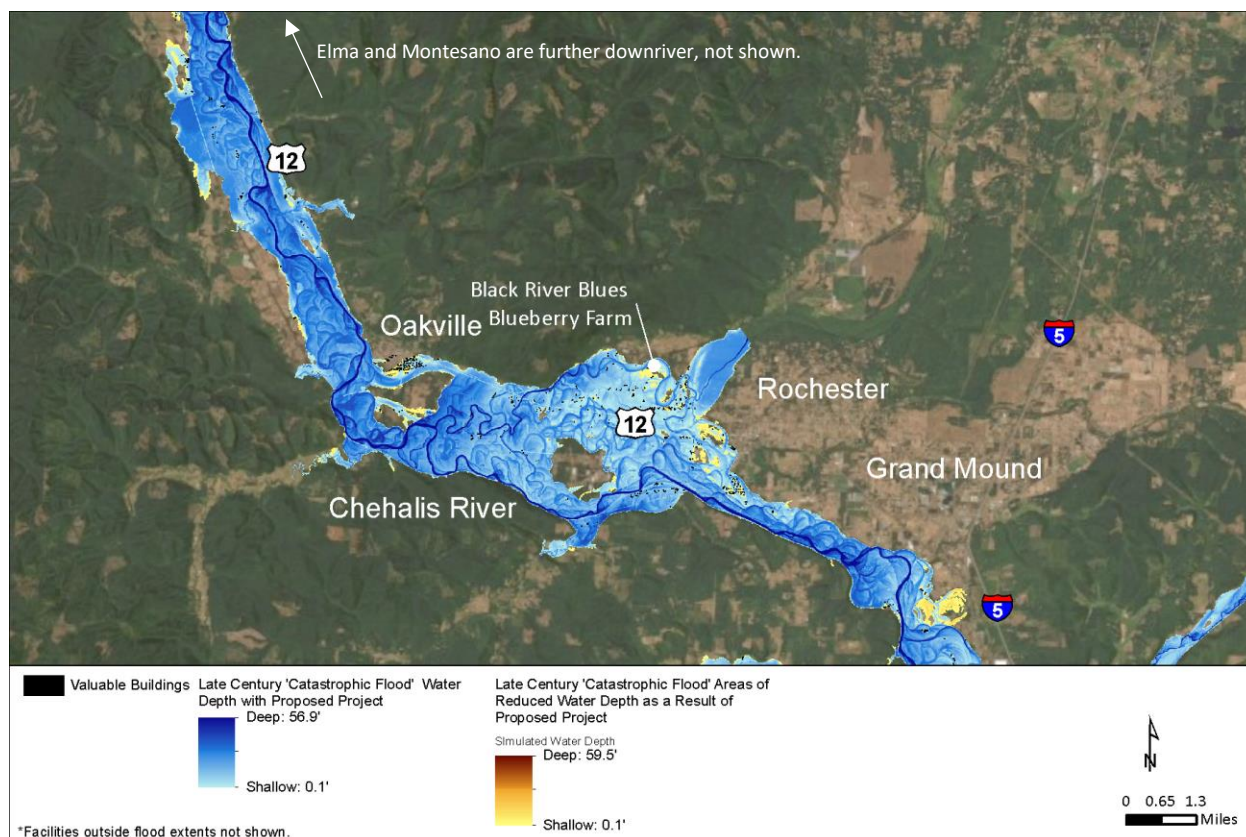 Elma and Montesano are further downriver, not shown.
12
Black River Blues
Blueberry Farm
Oakville
5
Rochester
12
Grand Mound
Chehalis River
5
Valuable Buildings
Late Century 'Catastrophic Flood' Water
Depth with Proposed Project
Deep: 56.9'
Shallow: 0.1'
Late Century 'Catastrophic Flood' Areas of
Reduced Water Depth as a Result of
Proposed Project
SImulated Water Depth
Deep: 59.5'
Shallow: 0.1'
N
0 0.65 1.3
Miles
*Facilities outside flood extents not shown.